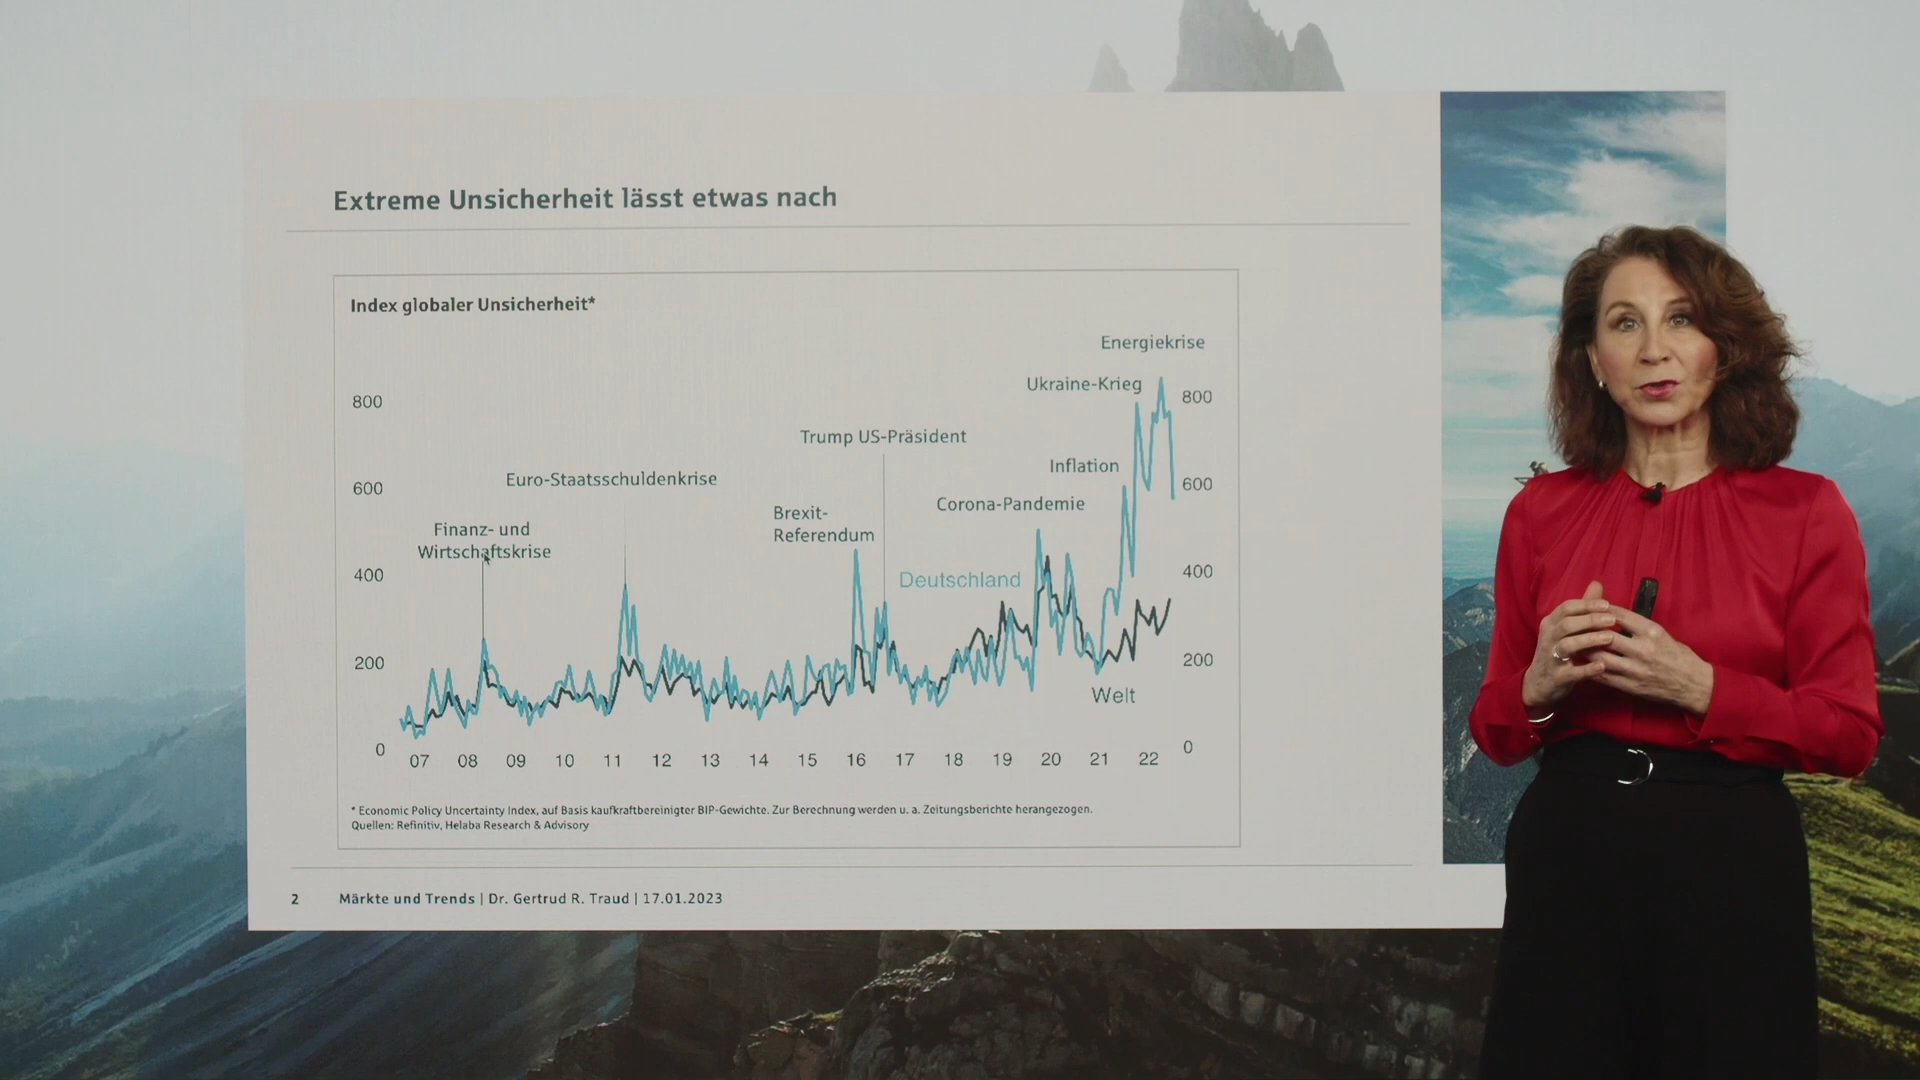 Extreme Unsicherheit lässt etwas nach
Index globaler Unsicherheit*
Energiekrise
Ukraine-Krieg
800
800
Trump US-Präsident
Inflation
Euro-Staatsschuldenkrise
600
600
Corona-Pandemie
Brexit-
Referendum
Finanz- und
Wirtschaftskrise
400
400
Deutschland
200
200
Welt
0
0
07 08 09 10 11 12 13 14 15 16 17 18 19 20 21 22
* Economic Policy Uncertainty Index, auf Basis kaufkraftbereinigter BIP-Gewichte. Zur Berechnung werden u. a. Zeitungsberichte herangezogen.
Quellen: Refinitiv, Helaba Research & Advisory
2 Märkte und Trends | Dr. Gertrud R. Traud | 17.01.2023